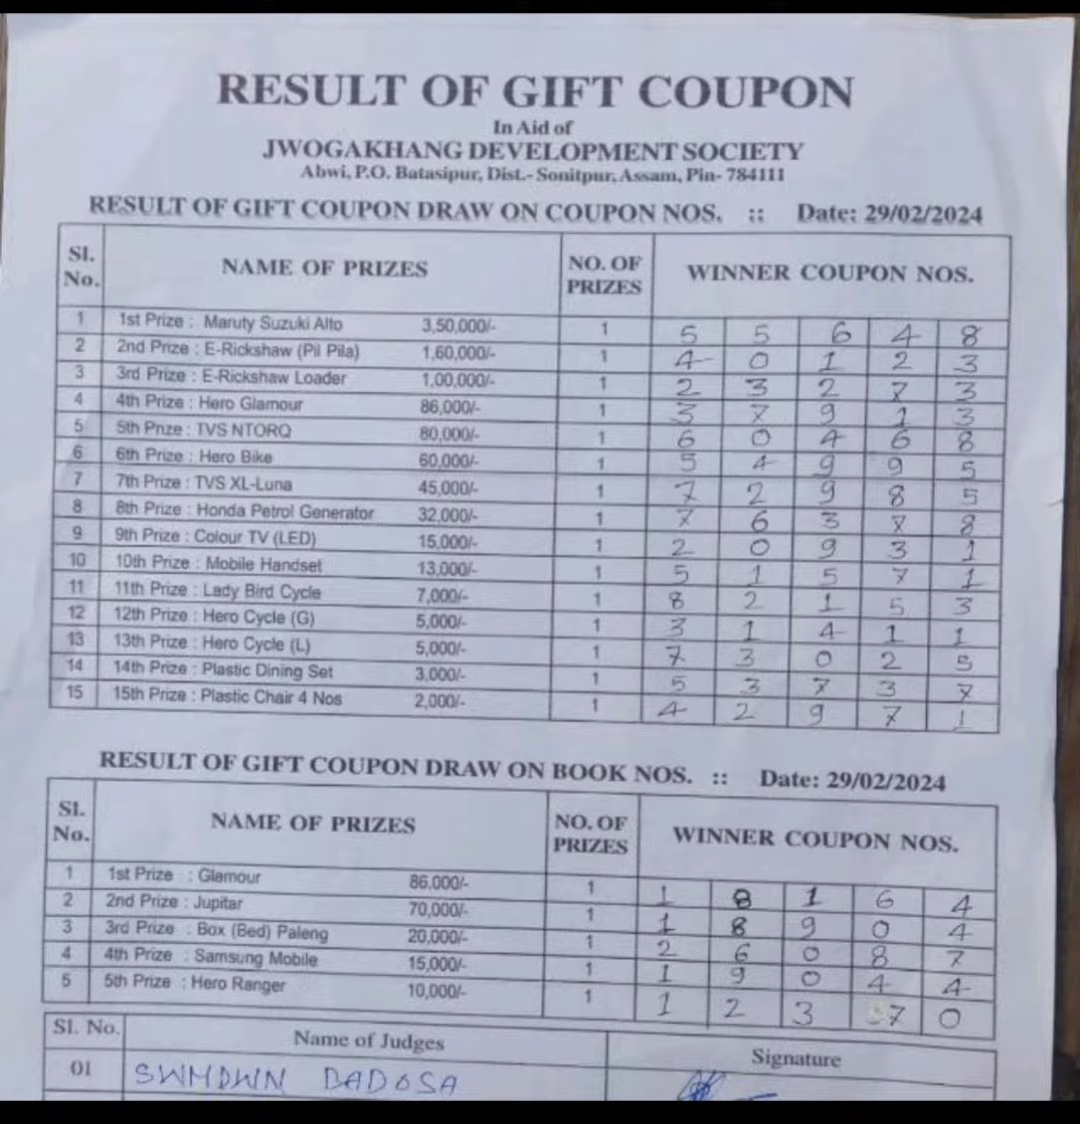 RESULT OF GIFT COUPON
In Aid of
JWOGAKHANG DEVELOPMENT SOCIETY
Abwi, P.O. Batasipur, Dist.- Sonitpur, Assam, Pin- 784111
RESULT OF GIFT COUPON DRAW ON COUPON NOS. :: Date: 29/02/2024
Sl. No. NAME OF PRIZES NO. OF PRIZES WINNER COUPON NOS.
1 1st Prize : Maruty Suzuki Alto 3,50,000/- 1 5 5 6 4 8
2 2nd Prize : E-Rickshaw (Pil Pila) 1,60,000/- 1 4 0 1 2 3
3 3rd Prize : E-Rickshaw Loader 1,00,000/- 1 2 3 2 7 3
4 4th Prize : Hero Glamour 86,000/- 1 3 7 9 1 3
5 5th Prize : TVS NTORQ 80,000/- 1 6 0 4 6 8
6 6th Prize : Hero Bike 60,000/- 1 5 4 9 9 5
7 7th Prize : TVS XL-Luna 45,000/- 1 7 2 9 8 5
8 8th Prize : Honda Petrol Generator 32,000/- 1 7 6 3 7 8
9 9th Prize : Colour TV (LED) 15,000/- 1 2 0 9 3 1
10 10th Prize : Mobile Handset 13,000/- 1 5 1 5 7 1
11 11th Prize : Lady Bird Cycle 7,000/- 1 8 2 1 5 3
12 12th Prize : Hero Cycle (G) 5,000/- 1 3 1 4 1 1
13 13th Prize : Hero Cycle (L) 5,000/- 1 7 3 0 2 5
14 14th Prize : Plastic Dining Set 3,000/- 1 5 3 7 3 7
15 15th Prize : Plastic Chair 4 Nos 2,000/- 1 4 2 9 7 1
RESULT OF GIFT COUPON DRAW ON BOOK NOS. :: Date: 29/02/2024
Sl. No. NAME OF PRIZES NO. OF PRIZES WINNER COUPON NOS.
1 1st Prize : Glamour 86,000/- 1 1 8 1 6 4
2 2nd Prize : Jupitar 70,000/- 1 1 8 9 0 4
3 3rd Prize : Box (Bed) Paleng 20,000/- 1 2 6 0 8 7
4 4th Prize : Samsung Mobile 15,000/- 1 1 9 0 4 4
5 5th Prize : Hero Ranger 10,000/- 1 1 2 3 7 0
Sl. No. Name of Judges Signature
01 SWMDWN BADOSA